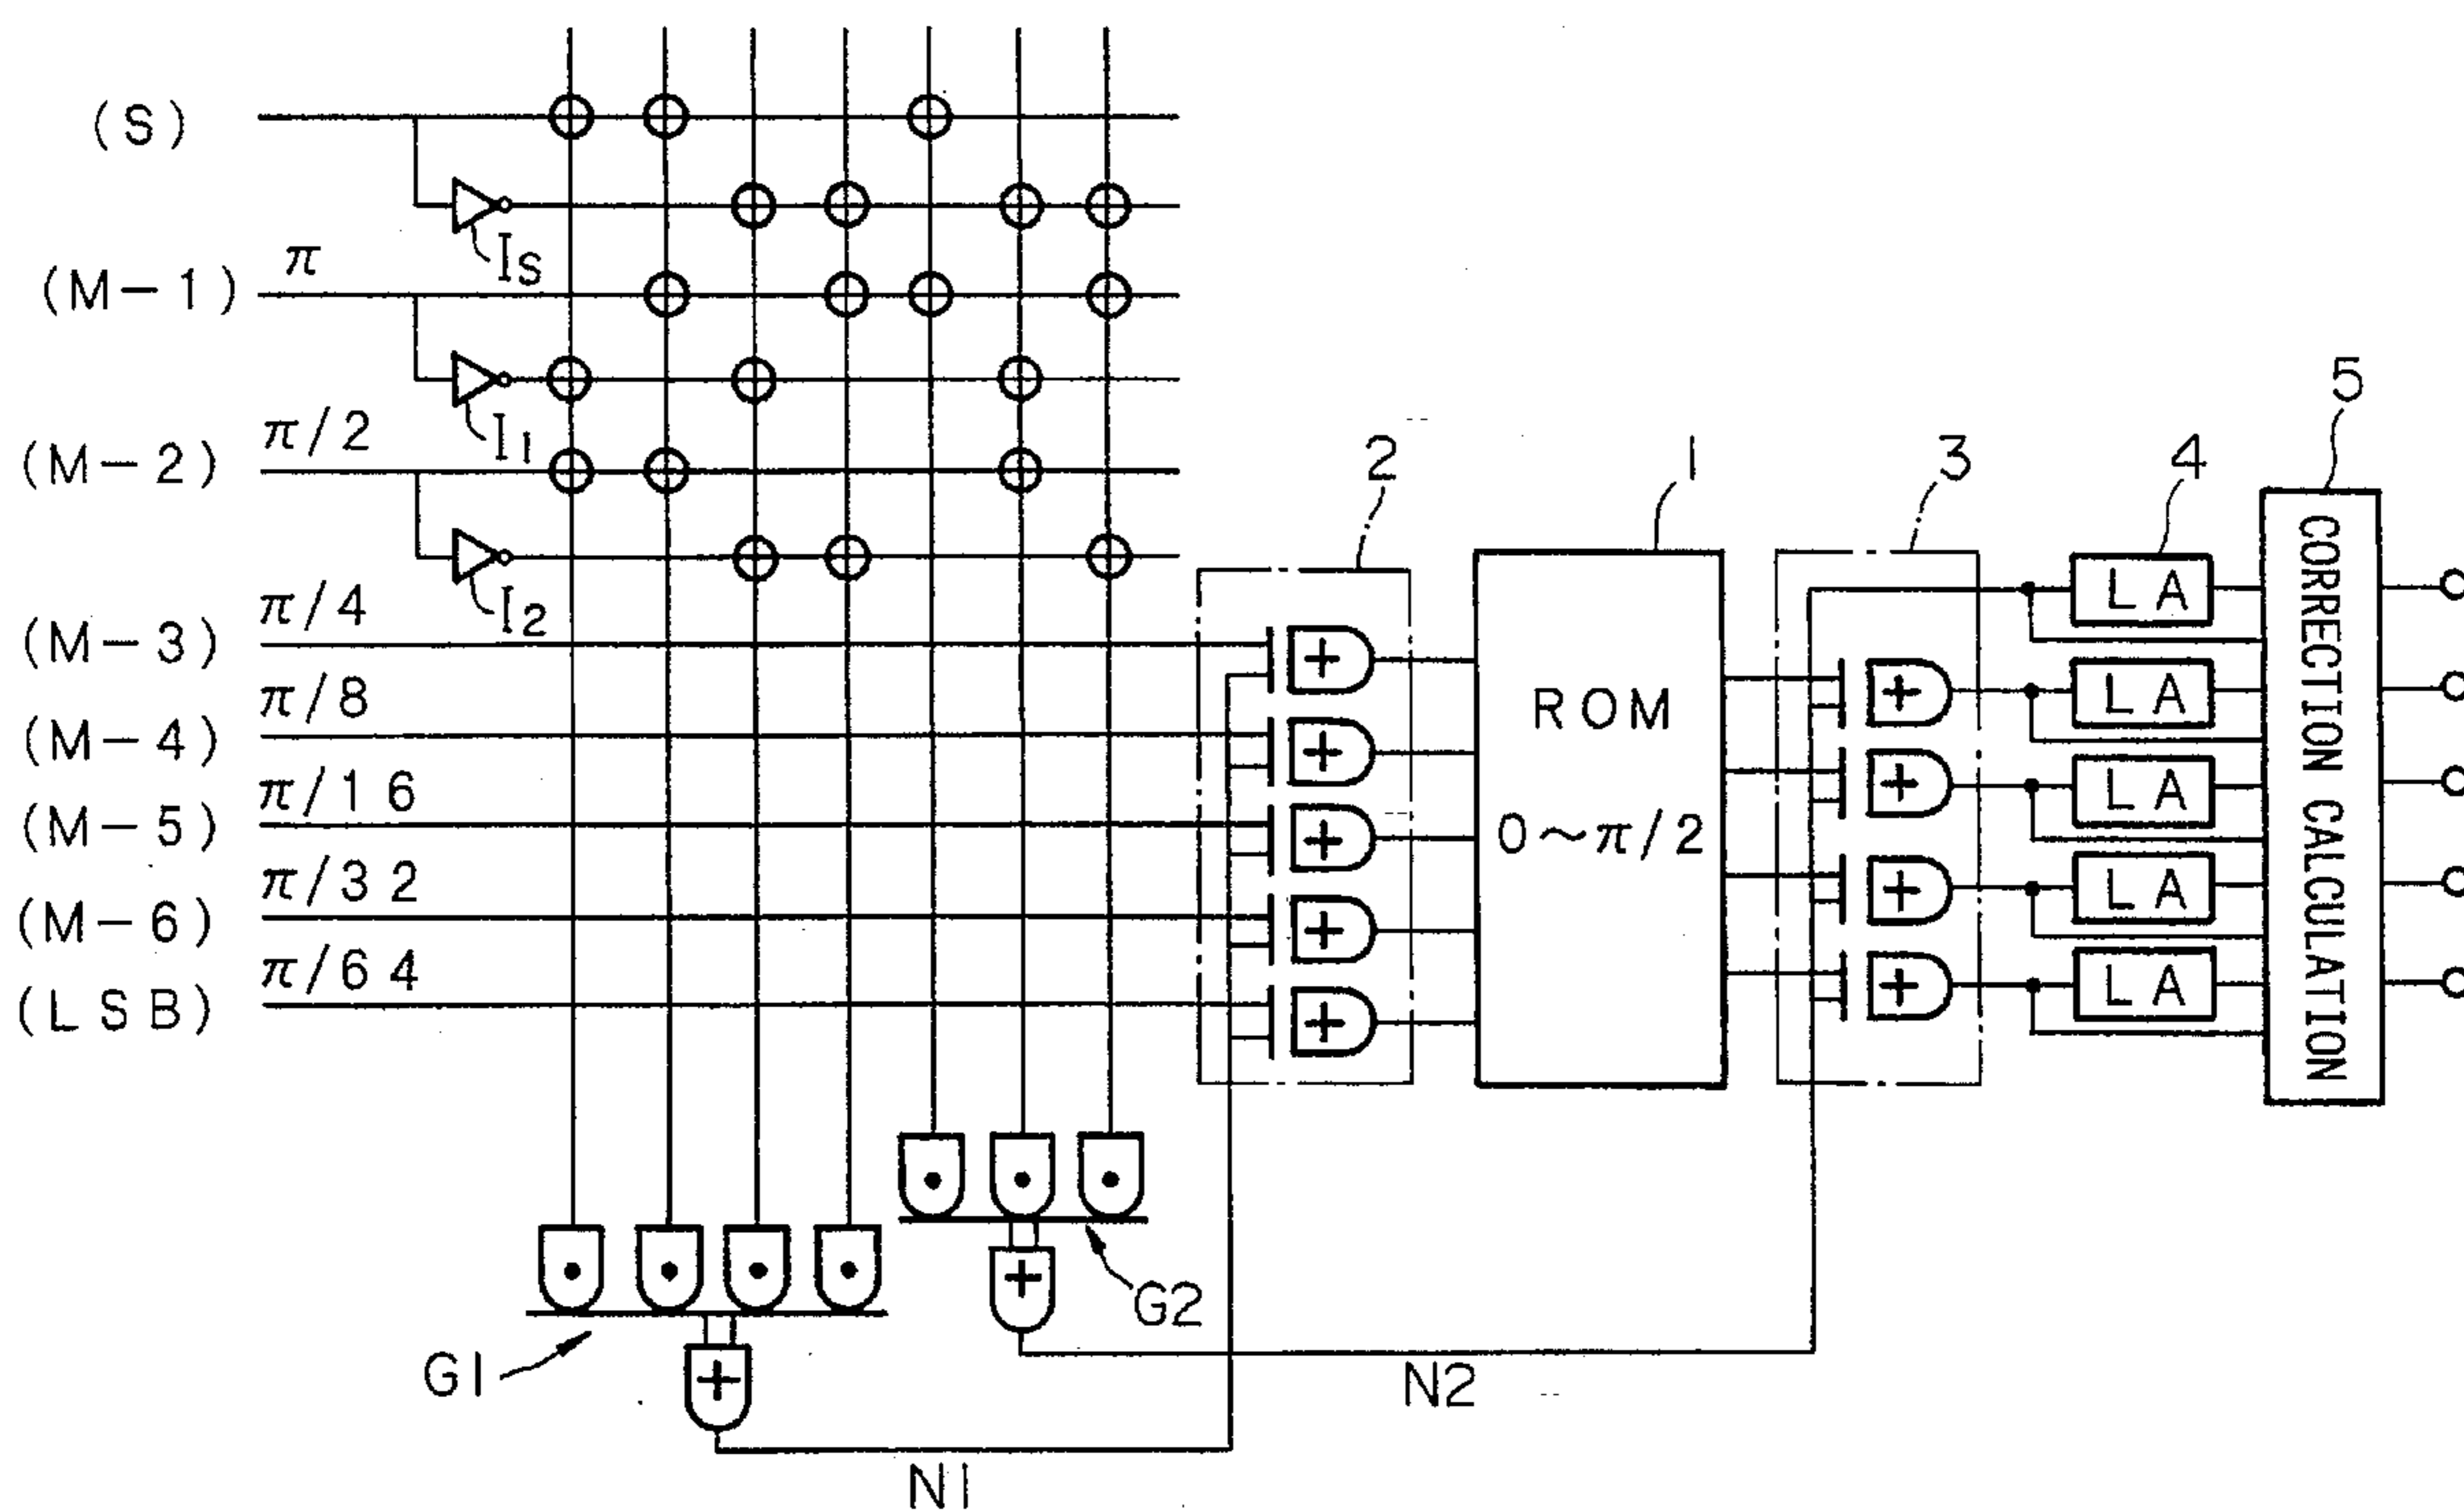 (S)
IS
(M-1) π
I1
(M-2) π/2
I2
(M-3) π/4
(M-4) π/8
(M-5) π/16
(M-6) π/32
(LSB) π/64
2
1
3
4
5
ROM
0~π/2
+
+
+
+
+
+
+
+
+
LA
LA
LA
LA
LA
CORRECTION CALCULATION
+
G2
G1
+
N2
N1